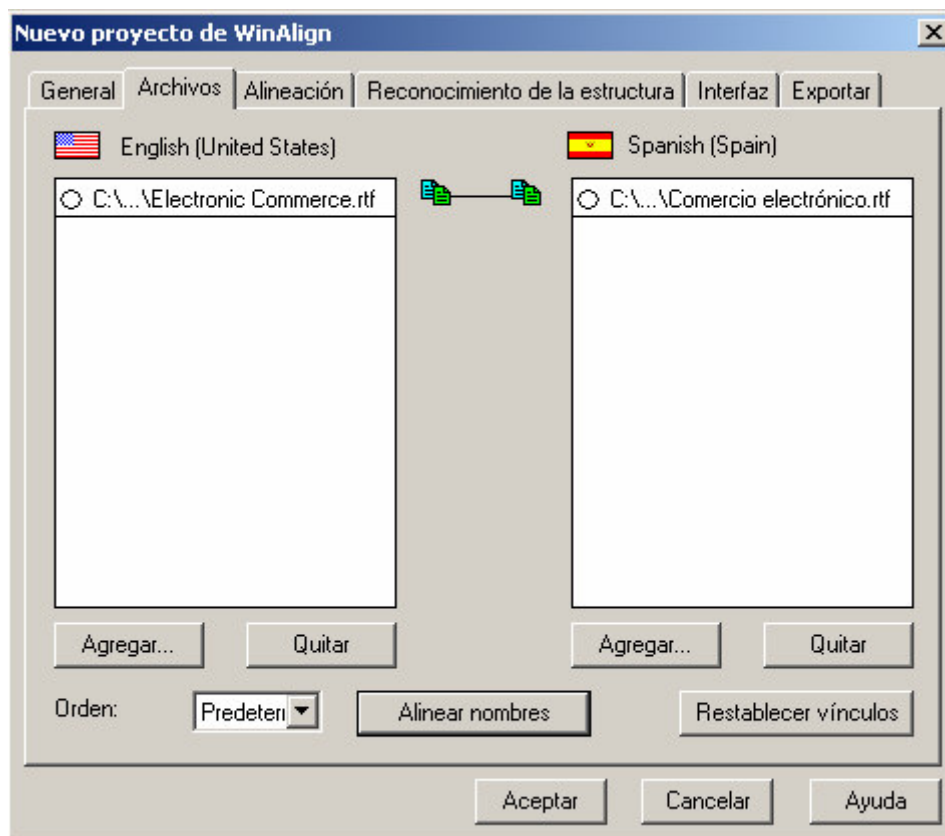 Nuevo proyecto de WinAlign
General Archivos Alineación Reconocimiento de la estructura Interfaz Exportar
English (United States) Spanish (Spain)
C:\...\Electronic Commerce.rtf C:\...\Comercio electrónico.rtf
Agregar... Quitar Agregar... Quitar
Orden: Predeteri Alinear nombres Restablecer vínculos
Aceptar Cancelar Ayuda